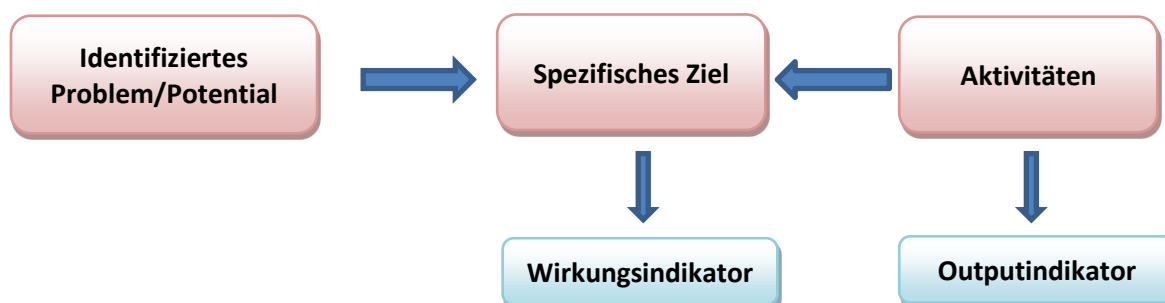 Identifiziertes
Problem/Potential
Spezifisches Ziel
Aktivitäten
Wirkungsindikator
Outputindikator